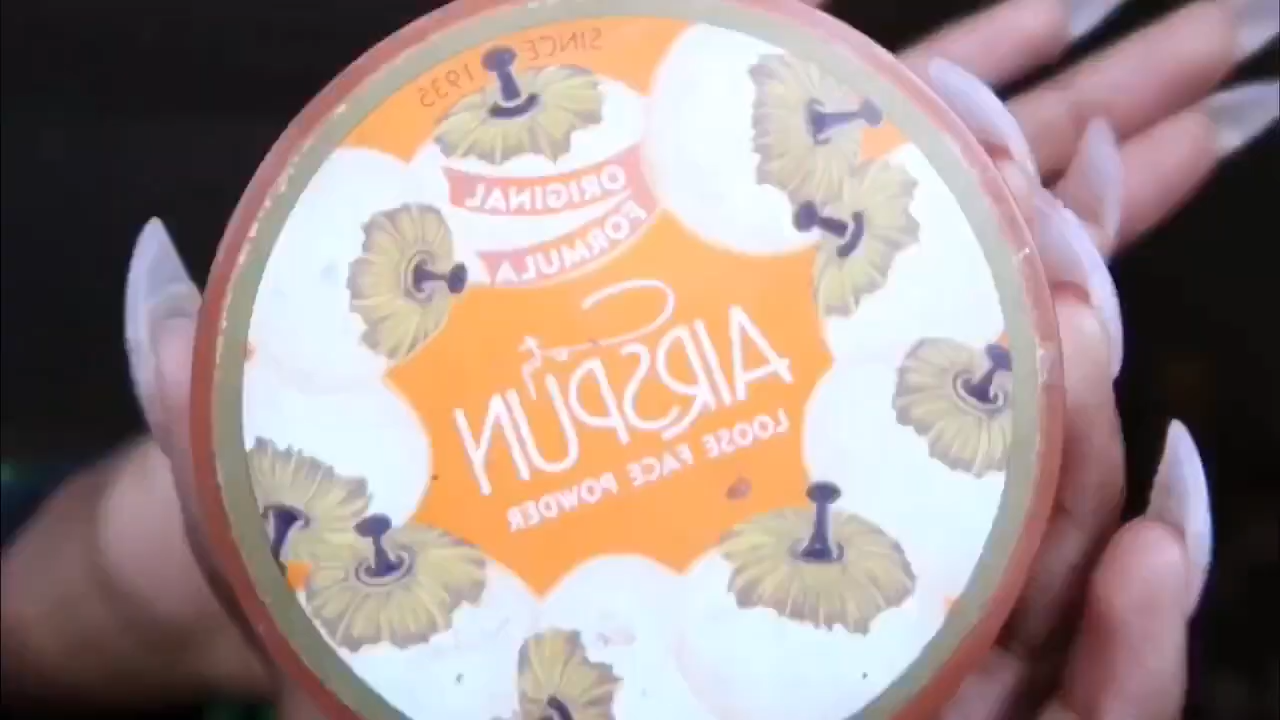 SINCE 1935
ORIGINAL
FORMULA
AIRSPUN
LOOSE FACE POWDER